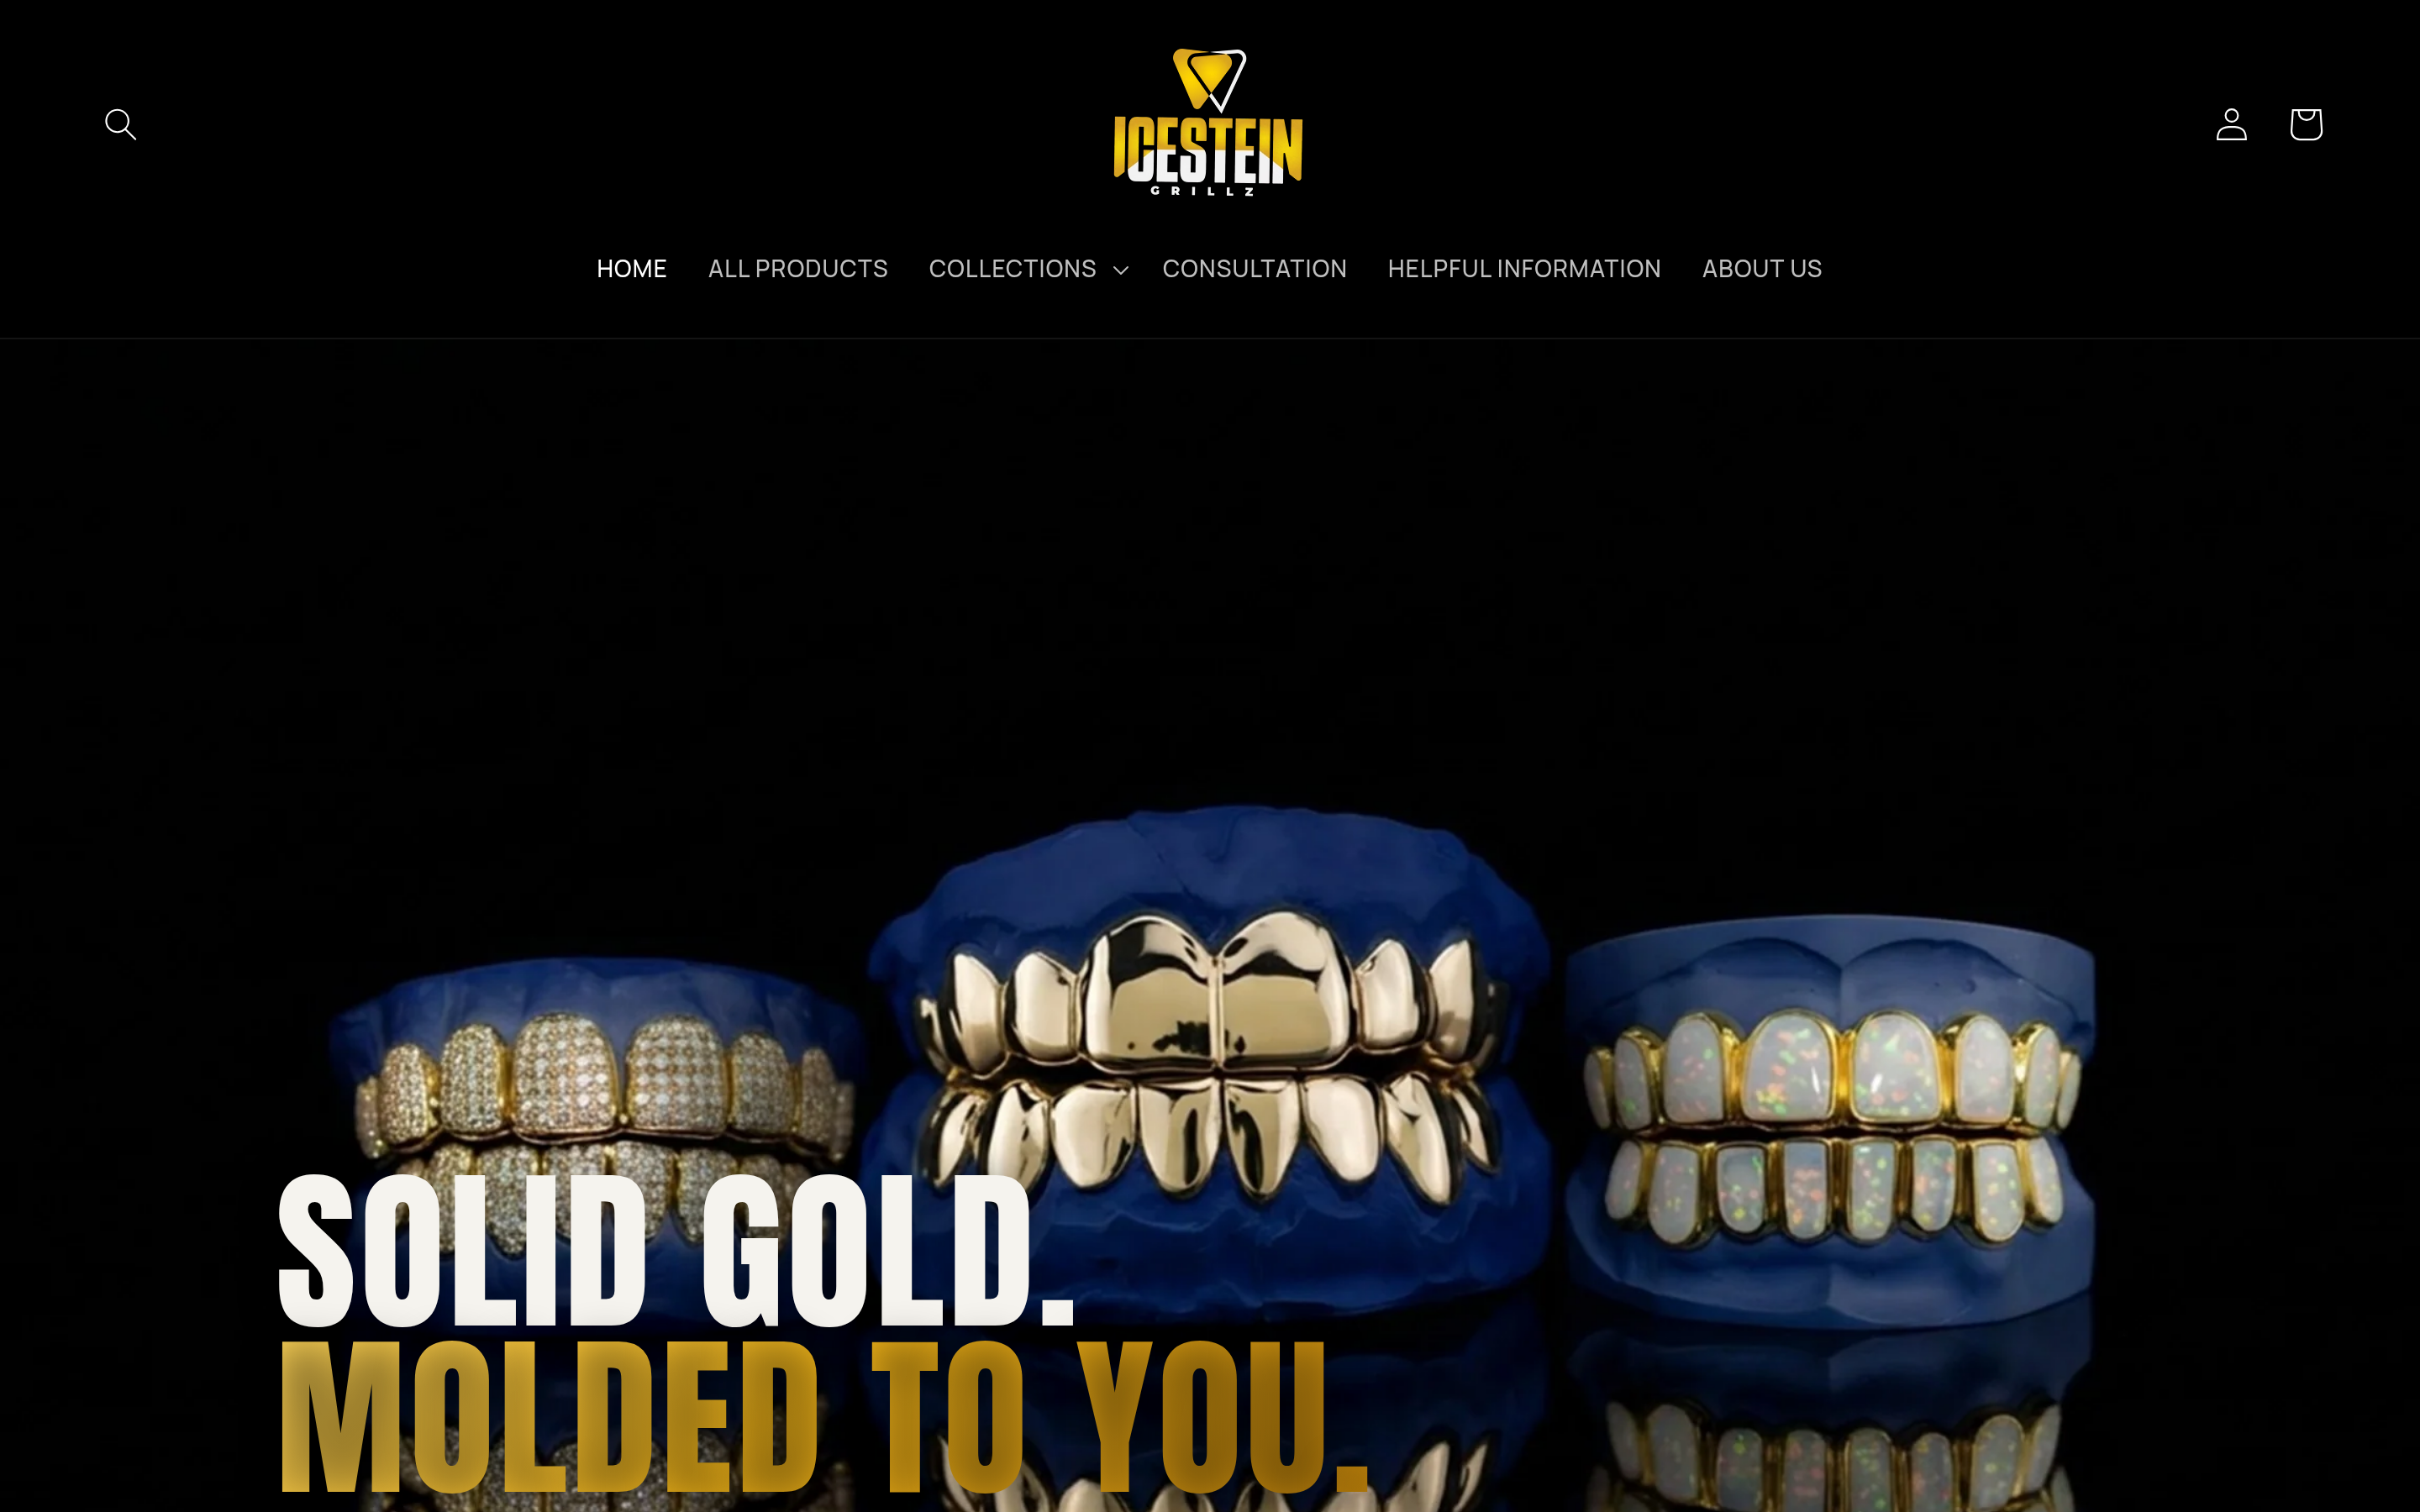 ICESTEIN
GRILLZ
HOME ALL PRODUCTS COLLECTIONS CONSULTATION HELPFUL INFORMATION ABOUT US
SOLID GOLD.
MOLDED TO YOU.